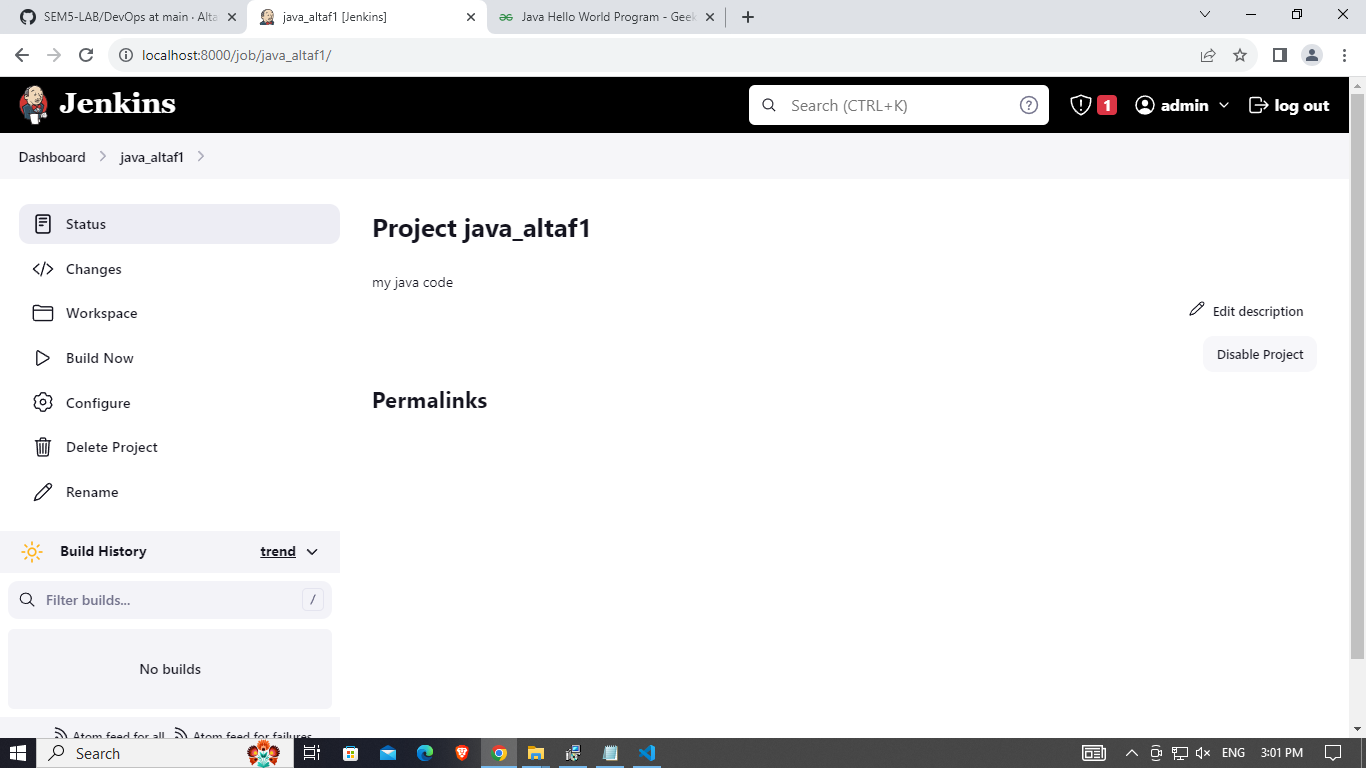 SEM5-LAB/DevOps at main · Alta
java_altaf1 [Jenkins]
Java Hello World Program - Geek
localhost:8000/job/java_altaf1/
Jenkins
Search (CTRL+K)
1
admin
log out
Dashboard
java_altaf1
Status
Changes
Workspace
Build Now
Configure
Delete Project
Rename
Project java_altaf1
my java code
Edit description
Disable Project
Permalinks
Build History
trend
Filter builds...
/
No builds
Atom feed for all
Atom feed for failures
Search
ENG
3:01 PM